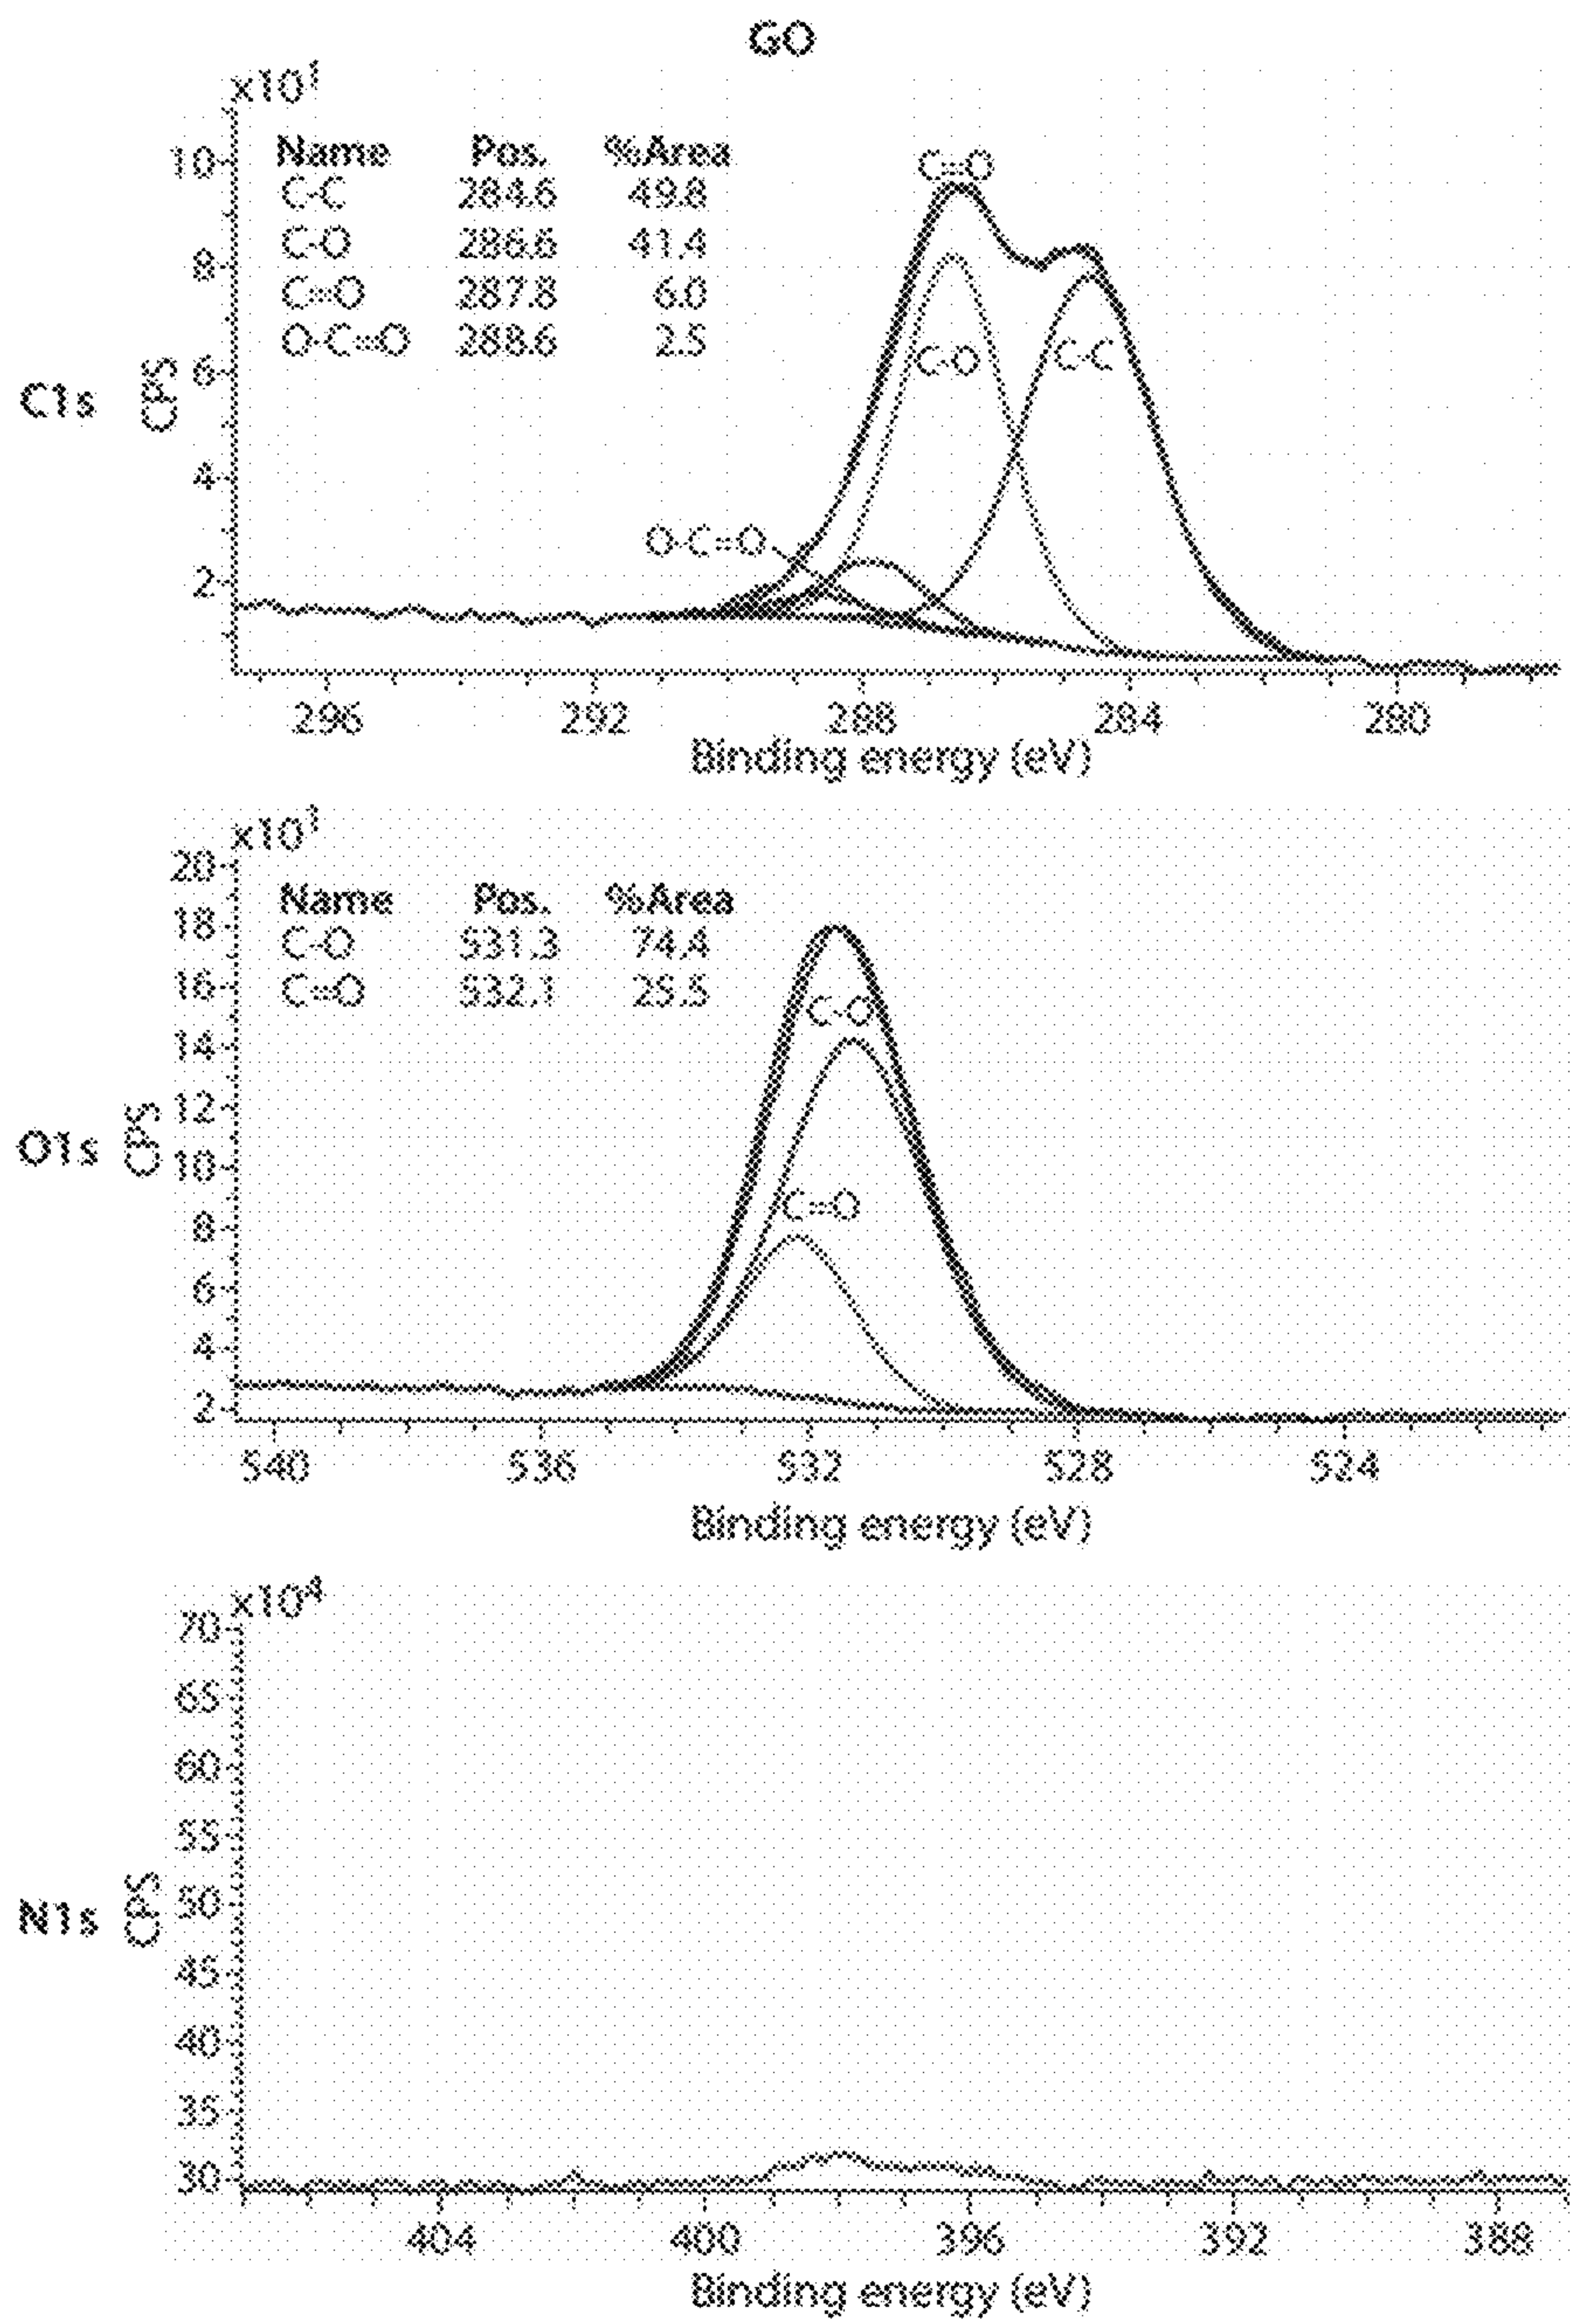 GO
x10¹
Name Pos. %Area
C-C 284.6 49.8
C-O 286.6 41.4
C=O 287.8 6.0
O-C=O 288.6 2.5
10
8
6
4
2
C1s
CPS
C=O
C-O
C-C
O-C=O
296 292 288 284 280
Binding energy (eV)
x10³
Name Pos. %Area
C-O 531.3 74.4
C=O 532.1 25.5
20
18
16
14
12
10
8
6
4
2
O1s
CPS
C-O
C=O
540 536 532 528 524
Binding energy (eV)
x10⁴
70
65
60
55
50
45
40
35
30
N1s
CPS
404 400 396 392 388
Binding energy (eV)